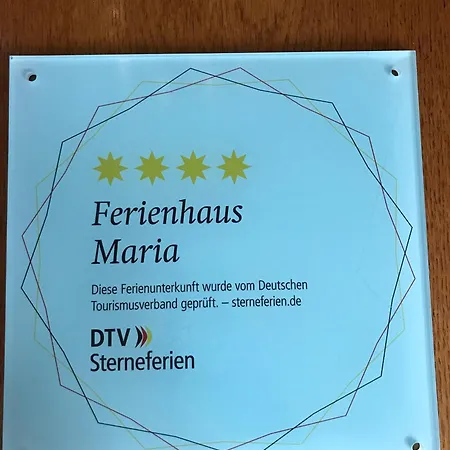 Ferienhaus
Maria
Diese Ferienunterkunft wurde vom Deutschen
Tourismusverband geprüft. – sterneferien.de
DTV
Sterneferien